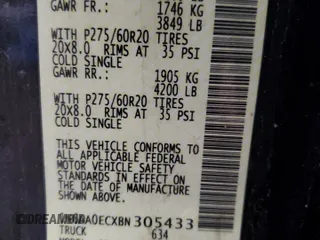 GAWR FR. 1746 KG
3849 LB
WITH P275/60R20 TIRES
20x8.0 RIMS AT 35 PSI
COLD SINGLE
GAWR RR. 1905 KG
4200 LB
WITH P275/60R20 TIRES
20x8.0 RIMS AT 35 PSI
COLD SINGLE
THIS VEHICLE CONFORMS TO
ALL APPLICABLE FEDERAL
MOTOR VEHICLE SAFETY
STANDARDS IN EFFECT ON
THE DATE OF MANUFACTURE
SHOWN ABOVE.
A0ECXBN305433
TRUCK 634